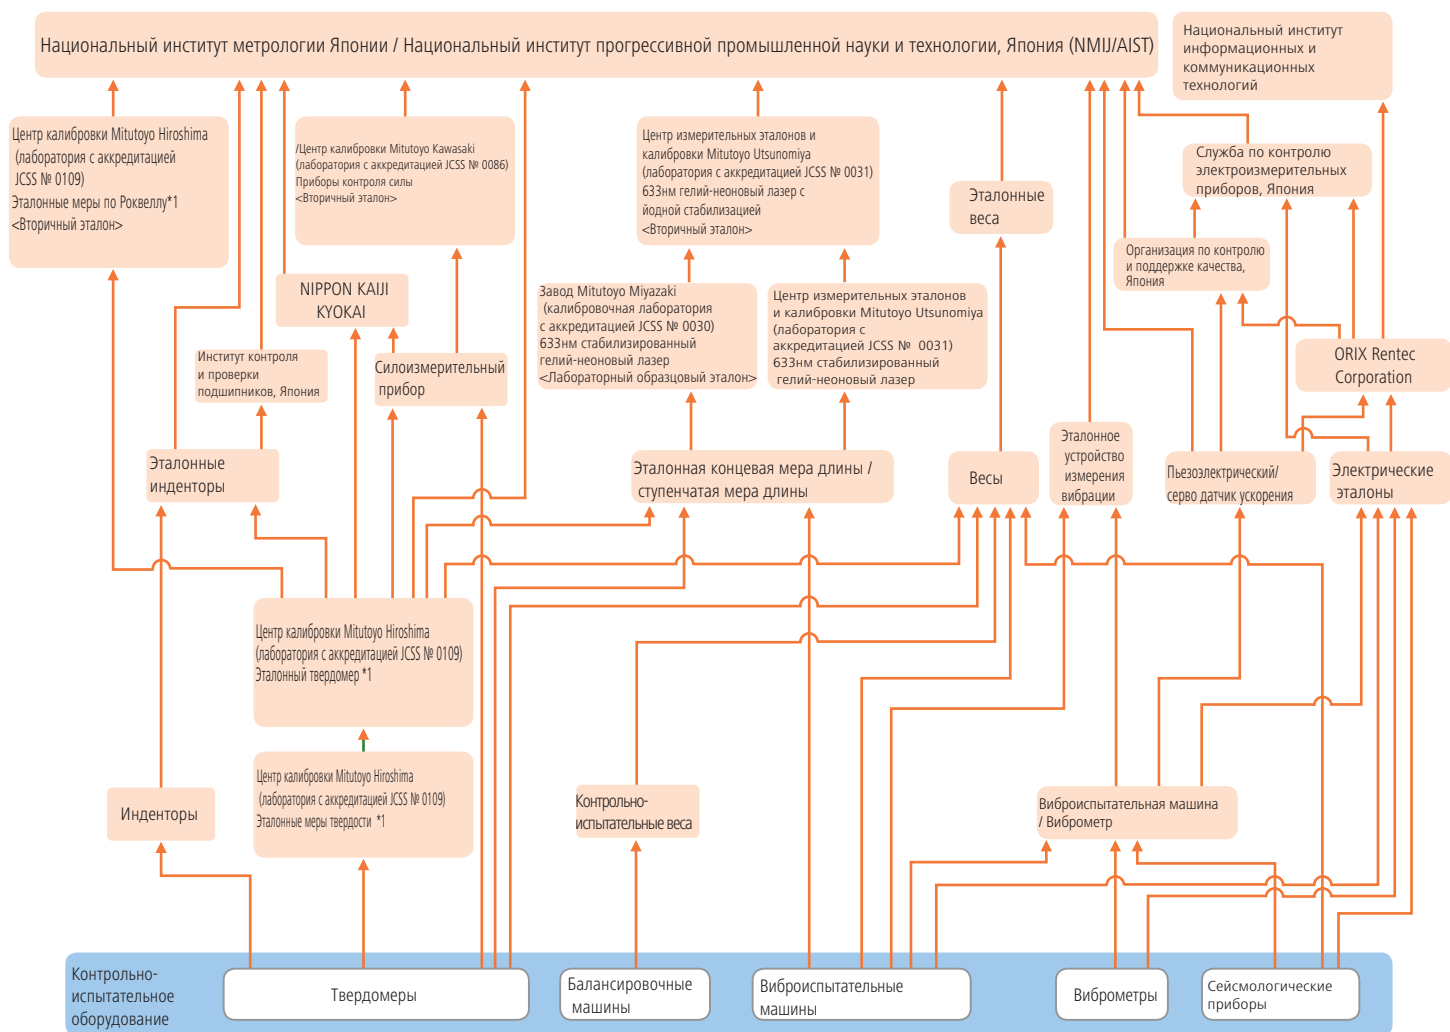 Национальный институт метрологии Японии / Национальный институт прогрессивной промышленной науки и технологии, Япония (NMIJ/AIST)
Национальный институт
информационных и
коммуникационных
технологий
Центр калибровки Mitutoyo Hiroshima
(лаборатория с аккредитацией
JCSS № 0109)
Эталонные меры по Роквеллу*1
<Вторичный эталон>
/Центр калибровки Mitutoyo Kawasaki
(лаборатория с аккредитацией JCSS № 0086)
Приборы контроля силы
<Вторичный эталон>
Центр измерительных эталонов и
калибровки Mitutoyo Utsunomiya
(лаборатория с аккредитацией JCSS № 0031)
633нм гелий-неоновый лазер с
йодной стабилизацией
<Вторичный эталон>
Эталонные
веса
Служба по контролю
электроизмерительных
приборов, Япония
Организация по контролю
и поддержке качества,
Япония
NIPPON KAIJI
KYOKAI
Завод Mitutoyo Miyazaki
(калибровочная лаборатория
с аккредитацией JCSS № 0030)
633нм стабилизированный
гелий-неоновый лазер
<Лабораторный образцовый эталон>
Центр измерительных эталонов
и калибровки Mitutoyo Utsunomiya
(лаборатория с
аккредитацией JCSS № 0031)
633нм стабилизированный
гелий-неоновый лазер
ORIX Rentec
Corporation
Институт контроля
и проверки
подшипников, Япония
Силоизмерительный
прибор
Эталонные
инденторы
Эталонная концевая мера длины /
ступенчатая мера длины
Весы
Эталонное
устройство
измерения
вибрации
Пьезоэлектрический/
серво датчик ускорения
Электрические
эталоны
Центр калибровки Mitutoyo Hiroshima
(лаборатория с аккредитацией JCSS № 0109)
Эталонный твердомер *1
Центр калибровки Mitutoyo Hiroshima
(лаборатория с аккредитацией JCSS № 0109)
Эталонные меры твердости *1
Инденторы
Контрольно-
испытательные веса
Виброиспытательная машина
/ Виброметр
Контрольно-
испытательное
оборудование
Твердомеры
Балансировочные
машины
Виброиспытательные
машины
Виброметры
Сейсмологические
приборы